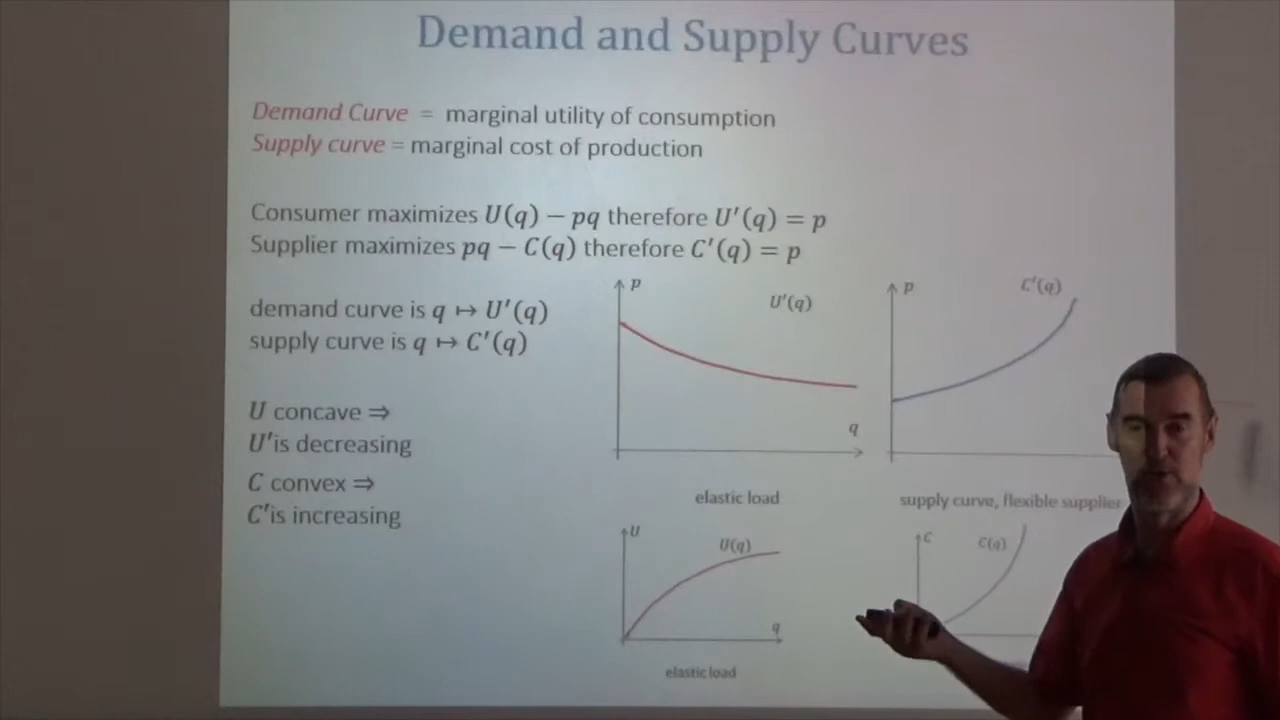 Demand and Supply Curves
Demand Curve = marginal utility of consumption
Supply curve = marginal cost of production
Consumer maximizes U(q) − pq therefore U′(q) = p
Supplier maximizes pq − C(q) therefore C′(q) = p
demand curve is q ↦ U′(q)
supply curve is q ↦ C′(q)
U concave ⇒
U′is decreasing
C convex ⇒
C′is increasing
p
U′(q)
q
elastic load
p
C′(q)
supply curve, flexible supplier
U
U(q)
q
elastic load
C
C(q)